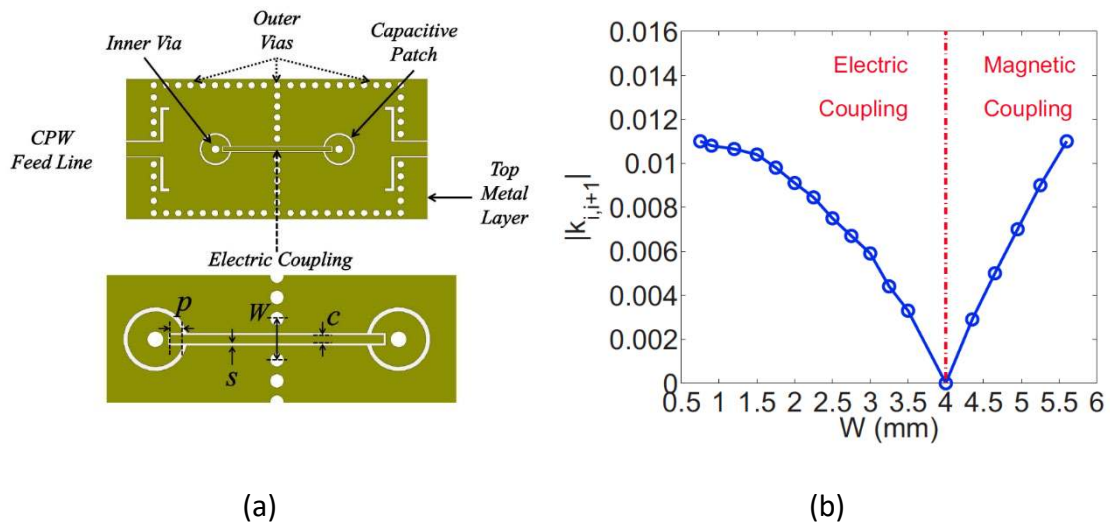 Inner Via
Outer
Vias
Capacitive
Patch
CPW
Feed Line
Top
Metal
Layer
Electric Coupling
p
W
c
s
(a)
0.016
0.014
0.012
0.01
0.008
0.006
0.004
0.002
0
|k_{i,i+1}|
Electric
Coupling
Magnetic
Coupling
0.5 1 1.5 2 2.5 3 3.5 4 4.5 5 5.5 6
W (mm)
(b)